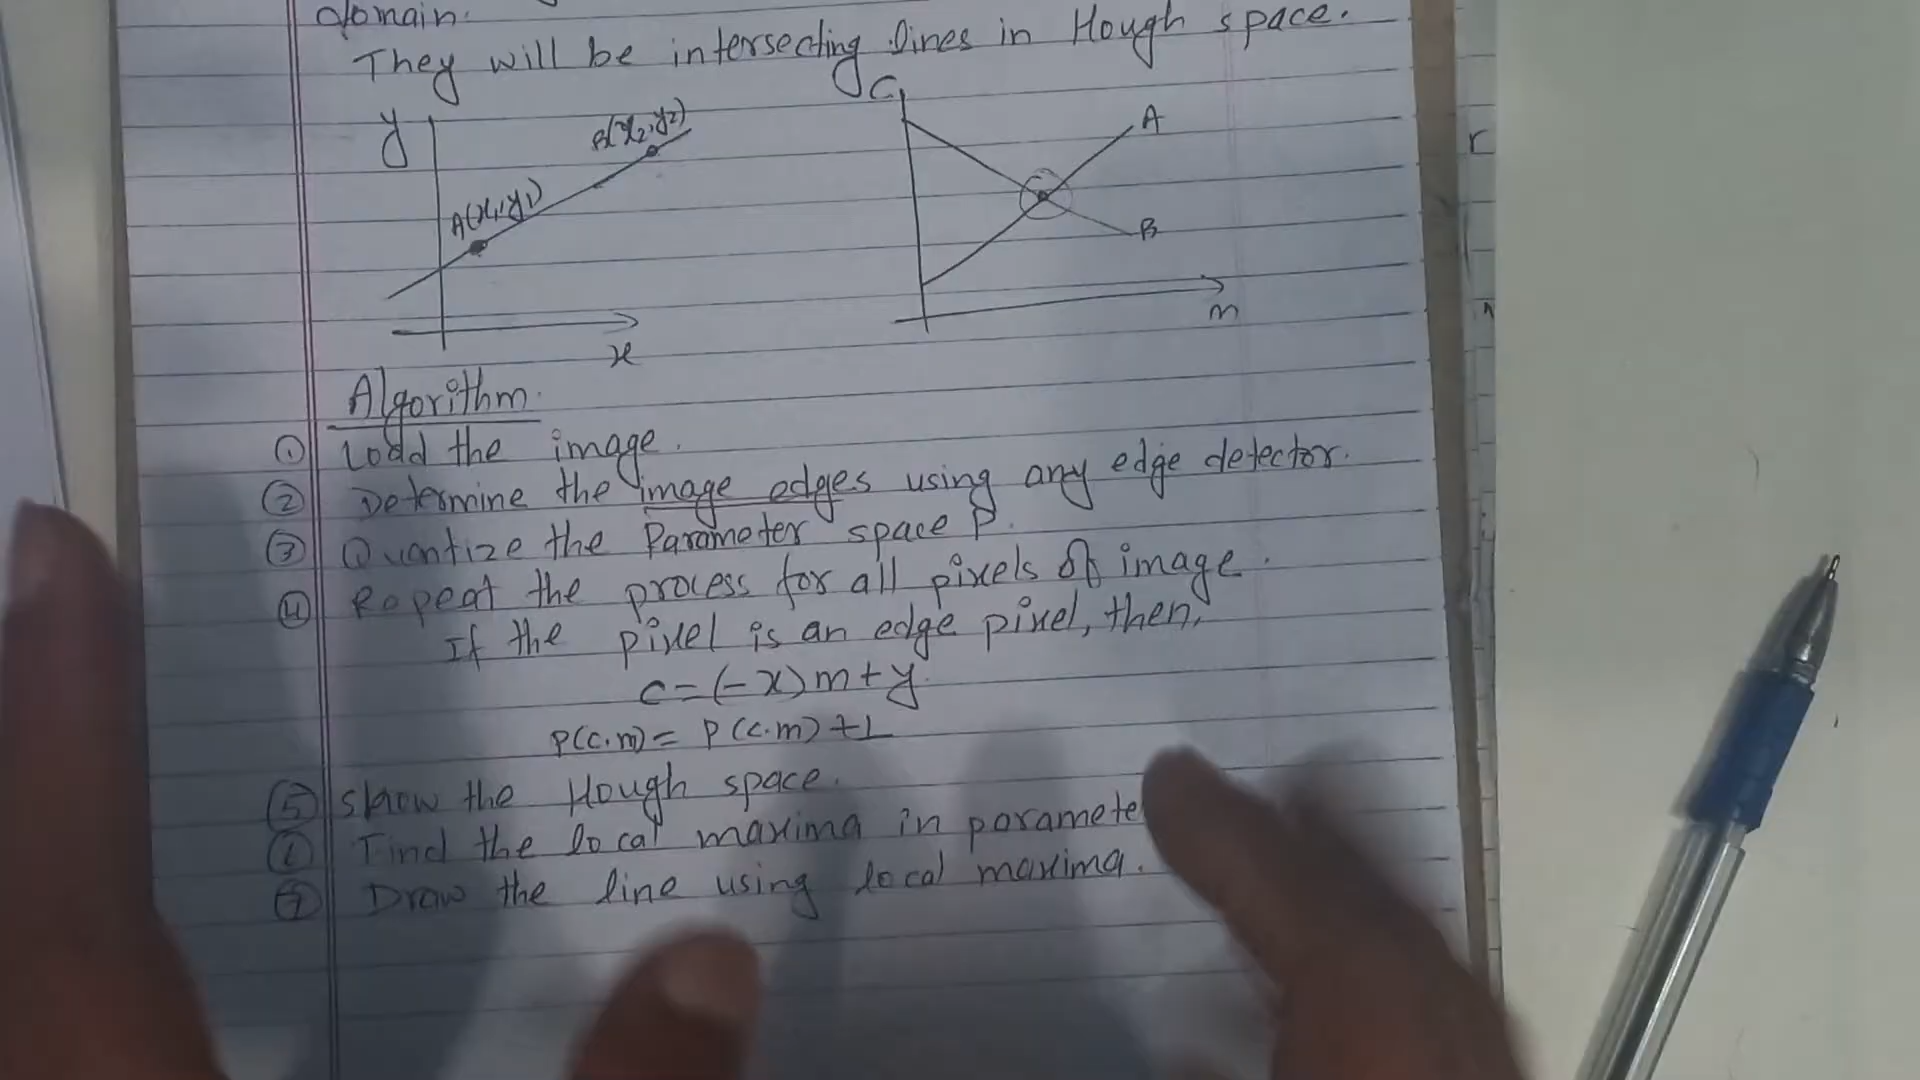 domain.
They will be intersecting lines in Hough space.
y
A(x1,y1)
B(x2,y2)
x
C
A
B
m
Algorithm.
① Load the image.
② Determine the image edges using any edge detector.
③ Quantize the Parameter space P.
④ Repeat the process for all pixels of image.
If the pixel is an edge pixel, then,
c=(-x)m+y.
P(c.m)= P(c.m)+1
⑤ Show the Hough space.
⑥ Find the local maxima in paramete
⑦ Draw the line using local maxima.
r